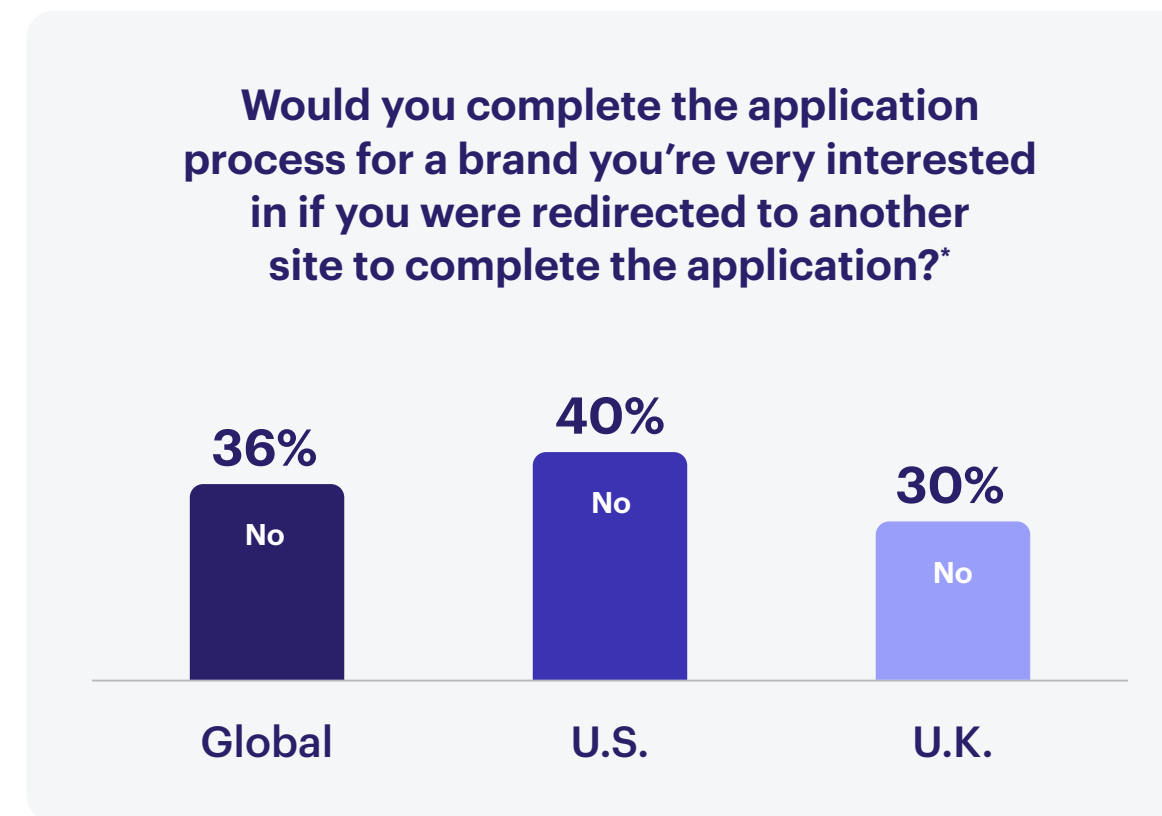 Would you complete the application
process for a brand you’re very interested
in if you were redirected to another
site to complete the application?*
36%
No
40%
No
30%
No
Global
U.S.
U.K.